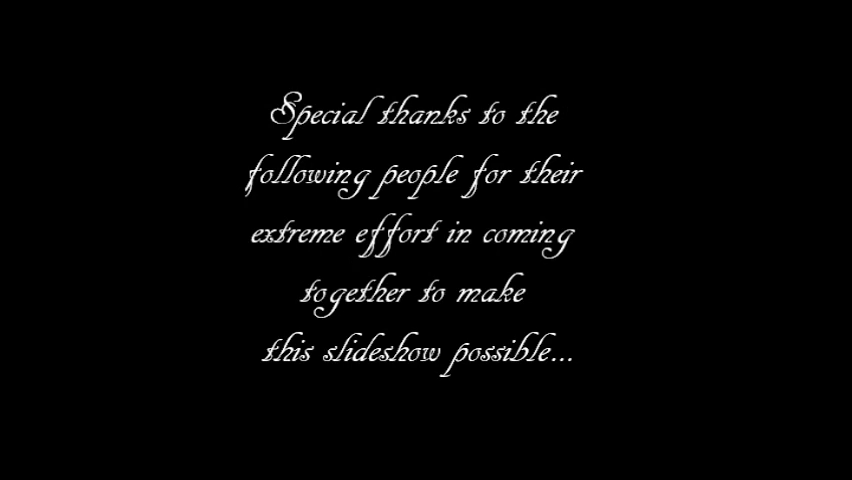 Special thanks to the
following people for their
extreme effort in coming
together to make
this slideshow possible...